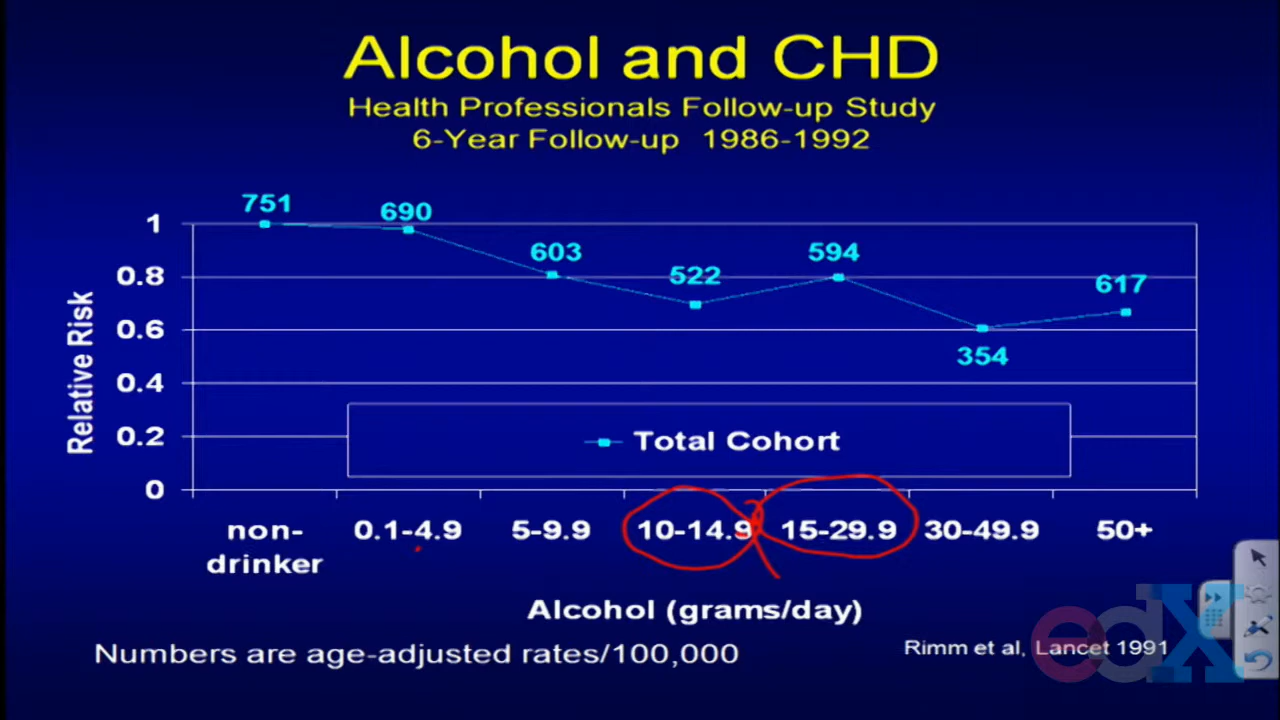 Alcohol and CHD
Health Professionals Follow-up Study
6-Year Follow-up 1986-1992
751
690
603
522
594
354
617
Relative Risk
1
0.8
0.6
0.4
0.2
0
Total Cohort
non-drinker
0.1-4.9
5-9.9
10-14.9
15-29.9
30-49.9
50+
Alcohol (grams/day)
Numbers are age-adjusted rates/100,000
Rimm et al, Lancet 1991
edX